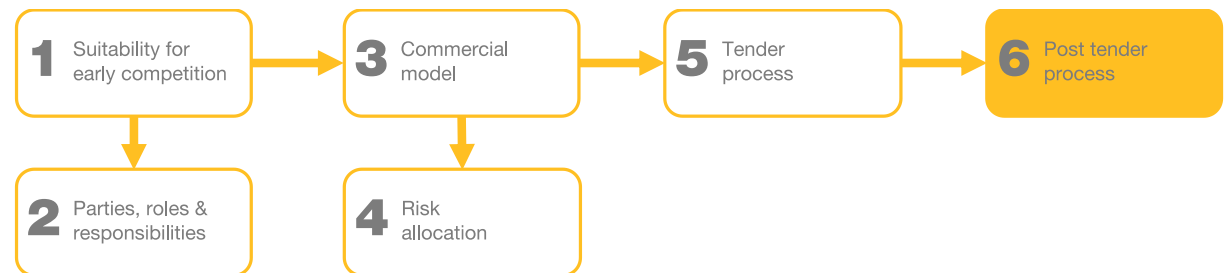 1 Suitability for
early competition
2 Parties, roles &
responsibilities
3 Commercial
model
4 Risk
allocation
5 Tender
process
6 Post tender
process